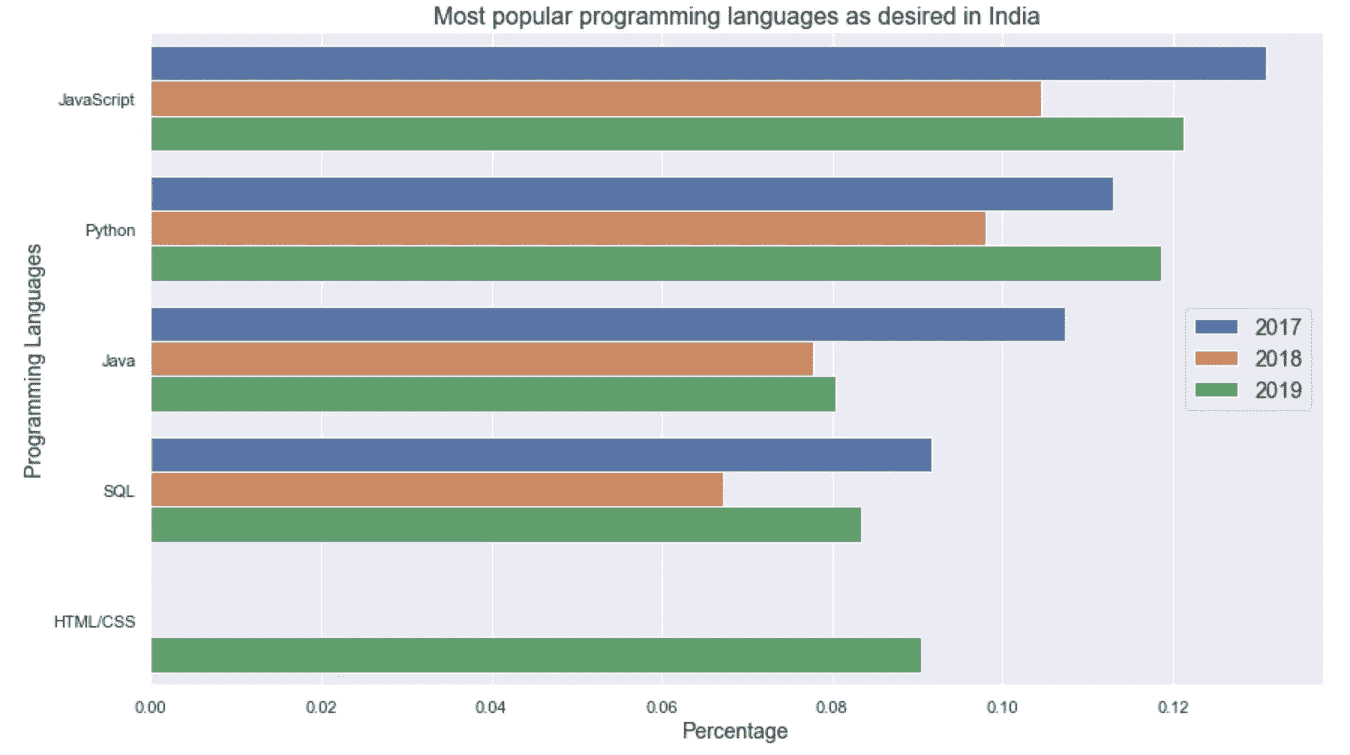 Most popular programming languages as desired in India
Programming Languages
JavaScript
Python
Java
SQL
HTML/CSS
2017
2018
2019
0.00 0.02 0.04 0.06 0.08 0.10 0.12
Percentage